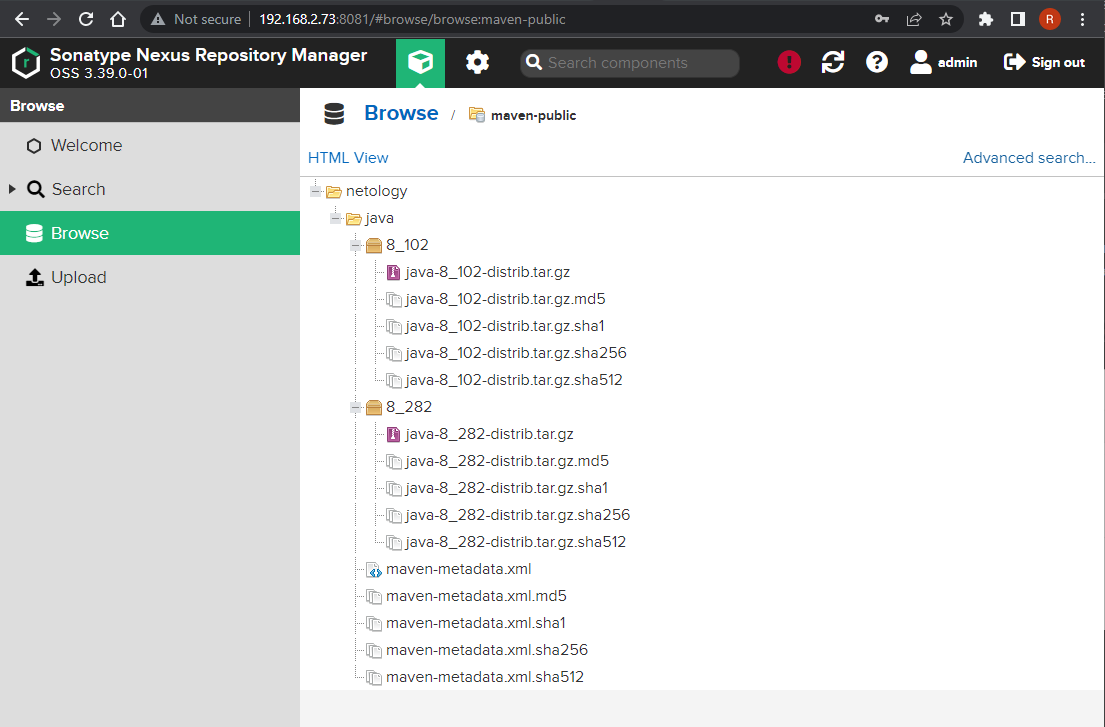 Not secure | 192.168.2.73:8081/#browse/browse:maven-public
R
Sonatype Nexus Repository Manager
OSS 3.39.0-01
Search components
admin
Sign out
Browse
Welcome
Search
Browse
Upload
Browse / maven-public
HTML View
Advanced search...
netology
java
8_102
java-8_102-distrib.tar.gz
java-8_102-distrib.tar.gz.md5
java-8_102-distrib.tar.gz.sha1
java-8_102-distrib.tar.gz.sha256
java-8_102-distrib.tar.gz.sha512
8_282
java-8_282-distrib.tar.gz
java-8_282-distrib.tar.gz.md5
java-8_282-distrib.tar.gz.sha1
java-8_282-distrib.tar.gz.sha256
java-8_282-distrib.tar.gz.sha512
maven-metadata.xml
maven-metadata.xml.md5
maven-metadata.xml.sha1
maven-metadata.xml.sha256
maven-metadata.xml.sha512